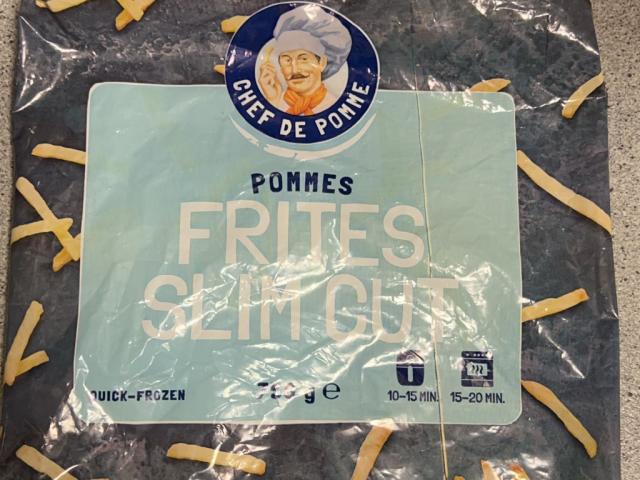 CHEF DE POMME
POMMES
FRITES
SLIM CUT
QUICK-FROZEN
g e
10-15 MIN. 15-20 MIN.